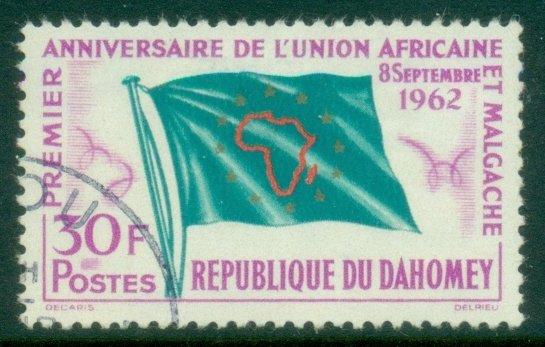 PREMIER
ANNIVERSAIRE DE L'UNION AFRICAINE
ET MALGACHE
8 SEPTEMBRE
1962
30F
POSTES
REPUBLIQUE DU DAHOMEY
DECARIS
DELRIEU